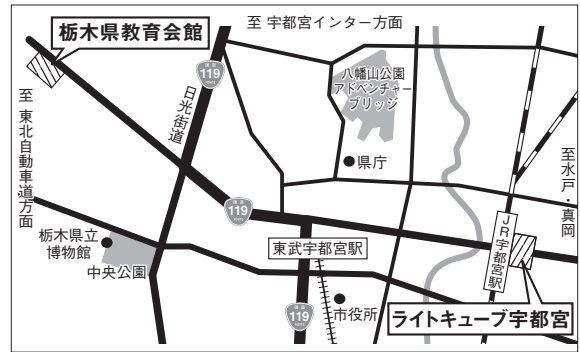 栃木県教育会館
至 宇都宮インター方面
119
日光街道
八幡山公園
アドベンチャー
ブリッジ
県庁
至 東北自動車道方面
至水戸・真岡
119
栃木県立
博物館
中央公園
東武宇都宮駅
JR宇都宮駅
119
市役所
ライトキューブ宇都宮